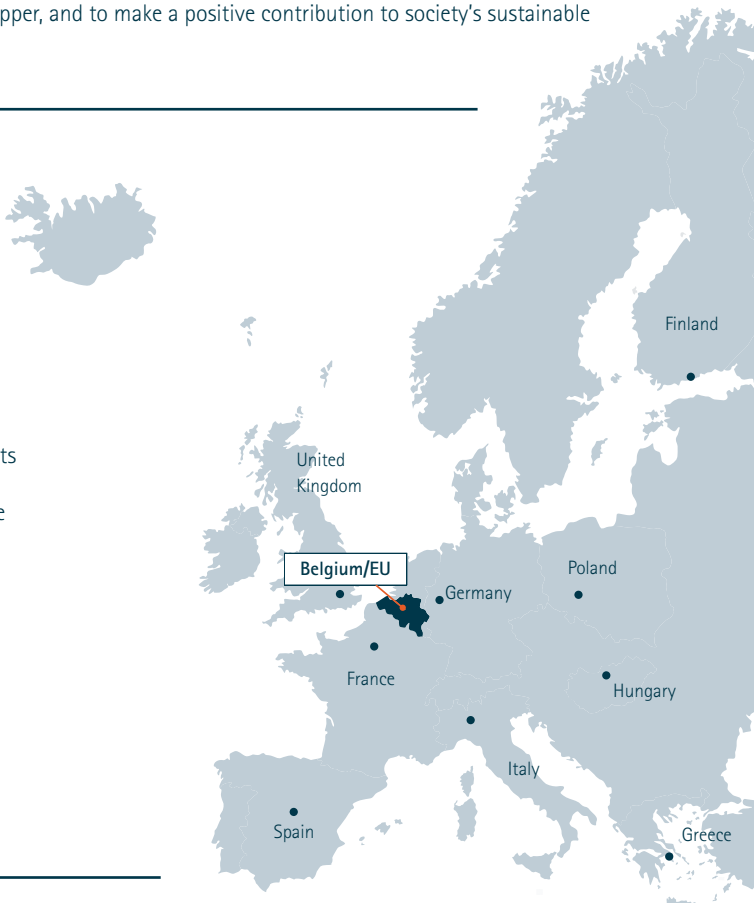 pper, and to make a positive contribution to society’s sustainable
Finland
ts
United
Kingdom
e
Belgium/EU
Poland
Germany
France
Hungary
Italy
Spain
Greece